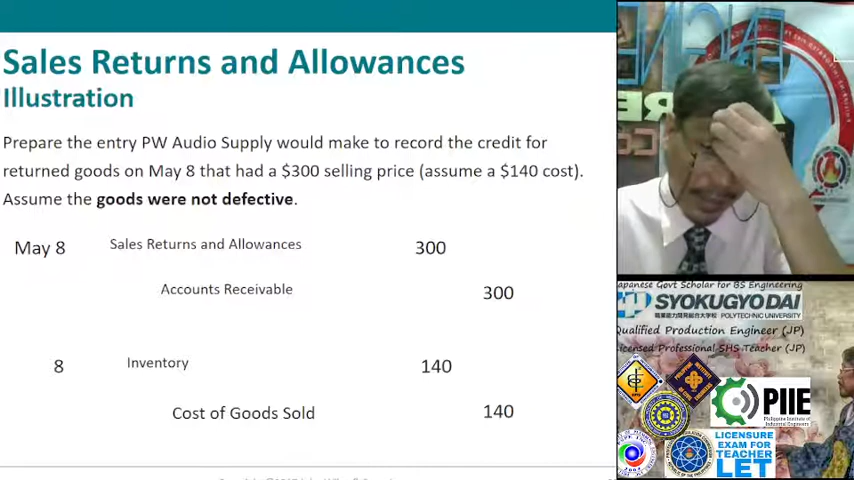 Sales Returns and Allowances
Illustration
Prepare the entry PW Audio Supply would make to record the credit for
returned goods on May 8 that had a $300 selling price (assume a $140 cost).
Assume the goods were not defective.
May 8 Sales Returns and Allowances 300
Accounts Receivable 300
8 Inventory 140
Cost of Goods Sold 140
Japanese Govt Scholar for BS Engineering
SYOKUGYO DAI
POLYTECHNIC UNIVERSITY
Qualified Production Engineer (JP)
Licensed Professional SHS Teacher (JP)
PIIE
Philippine Institute of
Industrial Engineers
LICENSURE
EXAM FOR
TEACHER
LET